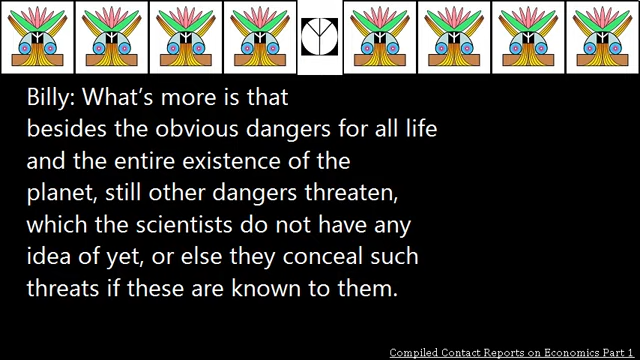 Billy: What's more is that
besides the obvious dangers for all life
and the entire existence of the
planet, still other dangers threaten,
which the scientists do not have any
idea of yet, or else they conceal such
threats if these are known to them.
Compiled Contact Reports on Economics Part 1